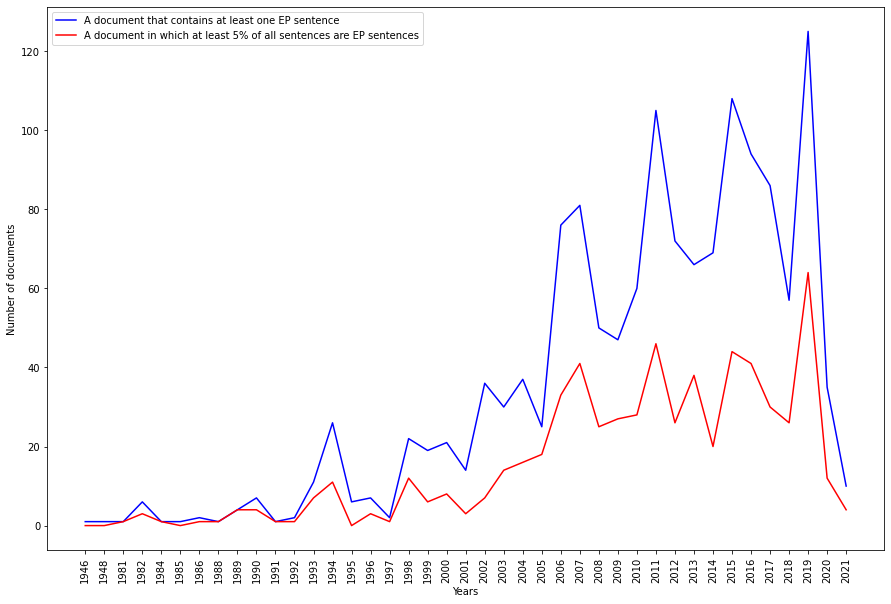 A document that contains at least one EP sentence
A document in which at least 5% of all sentences are EP sentences
120
100
80
60
40
20
0
Number of documents
1946 1948 1981 1982 1984 1985 1986 1988 1989 1990 1991 1992 1993 1994 1995 1996 1997 1998 1999 2000 2001 2002 2003 2004 2005 2006 2007 2008 2009 2010 2011 2012 2013 2014 2015 2016 2017 2018 2019 2020 2021
Years